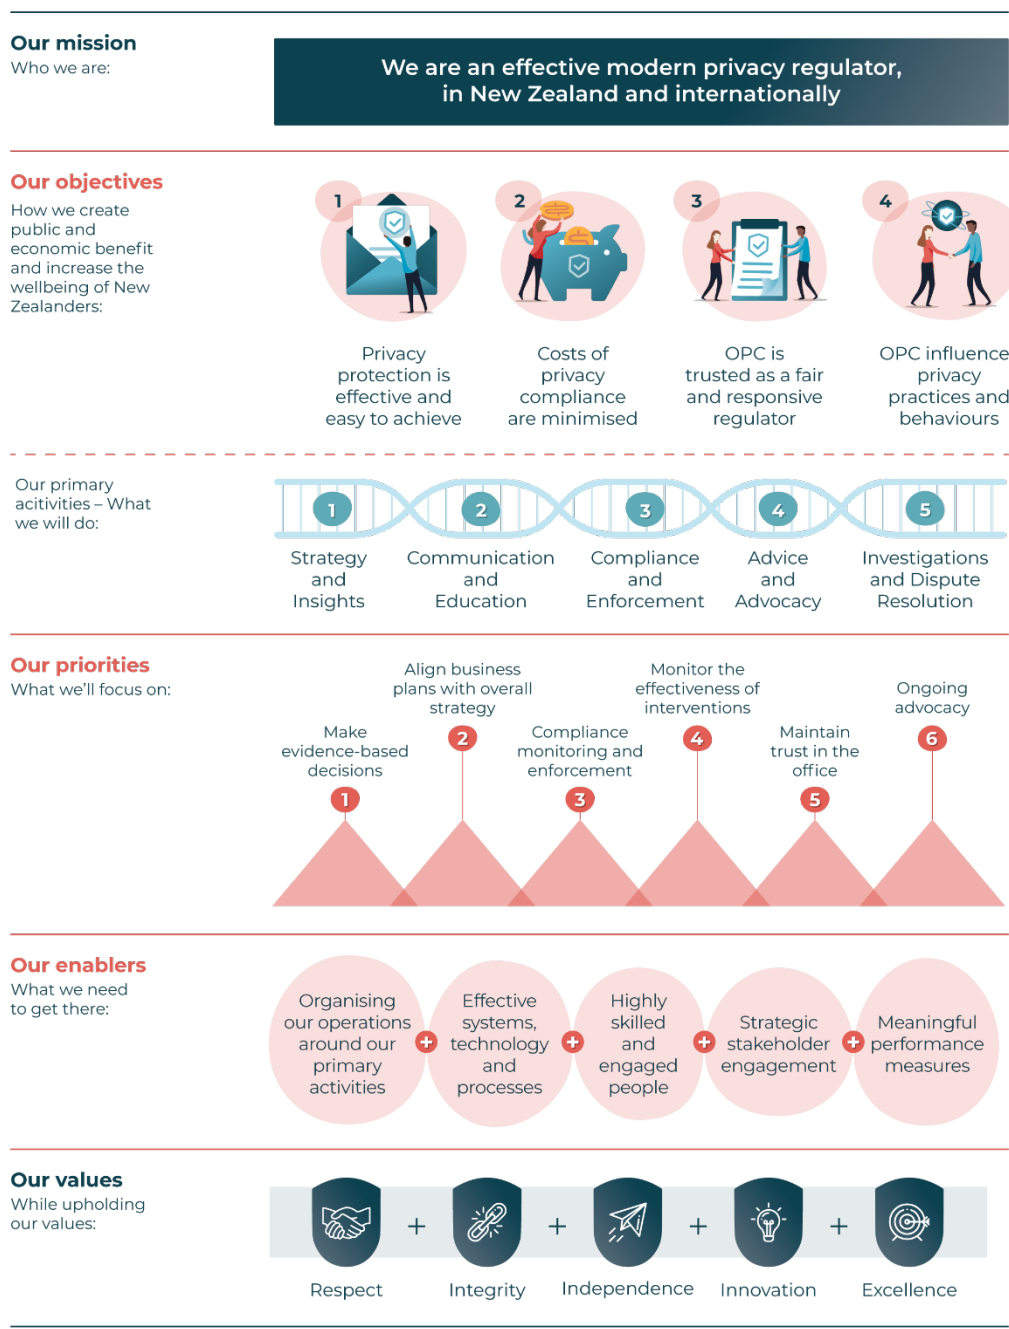 Our mission
Who we are:
We are an effective modern privacy regulator,
in New Zealand and internationally
Our objectives
How we create
public and
economic benefit
and increase the
wellbeing of New
Zealanders:
1
Privacy
protection is
effective and
easy to achieve
2
Costs of
privacy
compliance
are minimised
3
OPC is
trusted as a fair
and responsive
regulator
4
OPC influence
privacy
practices and
behaviours
Our primary
acitivities – What
we will do:
1
Strategy
and
Insights
2
Communication
and
Education
3
Compliance
and
Enforcement
4
Advice
and
Advocacy
5
Investigations
and Dispute
Resolution
Our priorities
What we'll focus on:
Make
evidence-based
decisions
1
Align business
plans with overall
strategy
2
Compliance
monitoring and
enforcement
3
Monitor the
effectiveness of
interventions
4
Maintain
trust in the
office
5
Ongoing
advocacy
6
Our enablers
What we need
to get there:
Organising
our operations
around our
primary
activities
+
Effective
systems,
technology
and
processes
+
Highly
skilled
and
engaged
people
+
Strategic
stakeholder
engagement
+
Meaningful
performance
measures
Our values
While upholding
our values:
Respect
+
Integrity
+
Independence
+
Innovation
+
Excellence